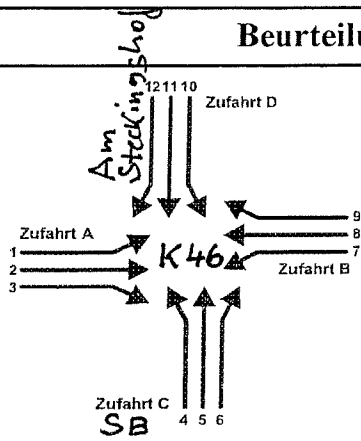 Beurteilu
Am
Steckingshof
12 11 10
Zufahrt D
Zufahrt A
1
2
3
K46
9
8
7
Zufahrt B
Zufahrt C
SB
4 5 6